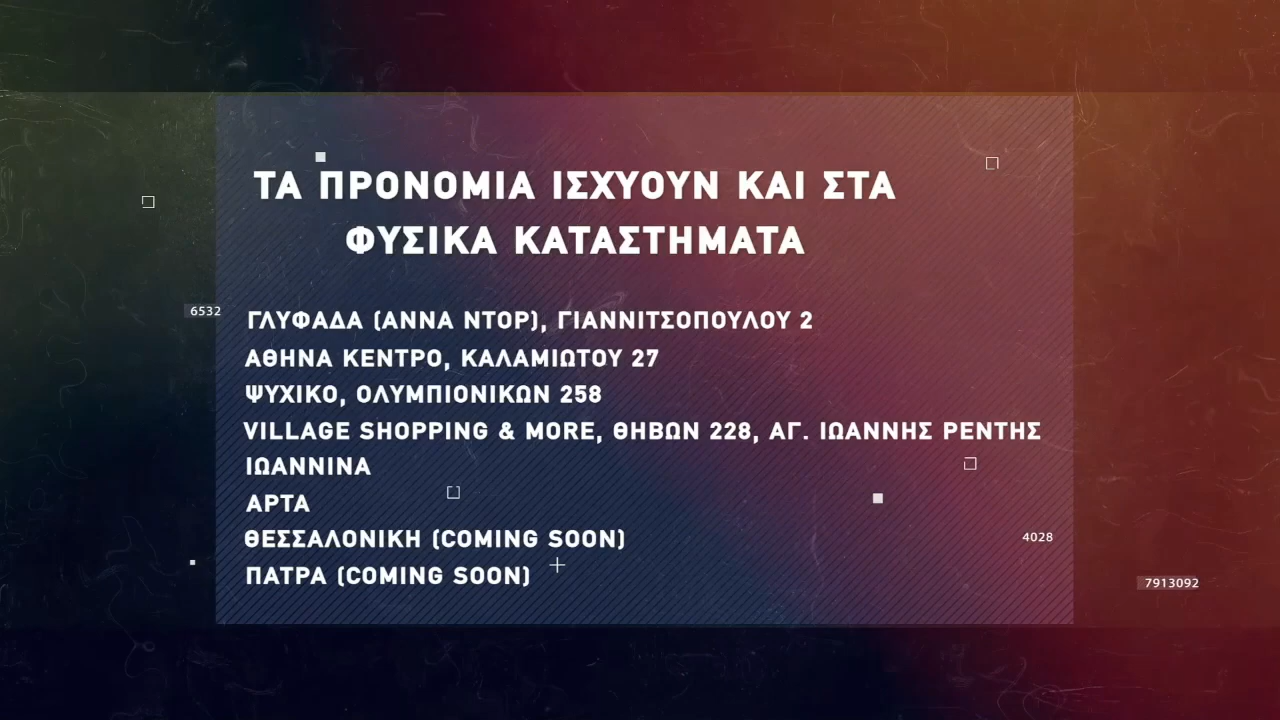 ΤΑ ΠΡΟΝΟΜΙΑ ΙΣΧΥΟΥΝ ΚΑΙ ΣΤΑ
ΦΥΣΙΚΑ ΚΑΤΑΣΤΗΜΑΤΑ
6532
ΓΛΥΦΑΔΑ (ΑΝΝΑ ΝΤΟΡ), ΓΙΑΝΝΙΤΣΟΠΟΥΛΟΥ 2
ΑΘΗΝΑ ΚΕΝΤΡΟ, ΚΑΛΑΜΙΩΤΟΥ 27
ΨΥΧΙΚΟ, ΟΛΥΜΠΙΟΝΙΚΩΝ 258
VILLAGE SHOPPING & MORE, ΘΗΒΩΝ 228, ΑΓ. ΙΩΑΝΝΗΣ ΡΕΝΤΗΣ
ΙΩΑΝΝΙΝΑ
ΑΡΤΑ
ΘΕΣΣΑΛΟΝΙΚΗ (COMING SOON)
4028
ΠΑΤΡΑ (COMING SOON)
7913092